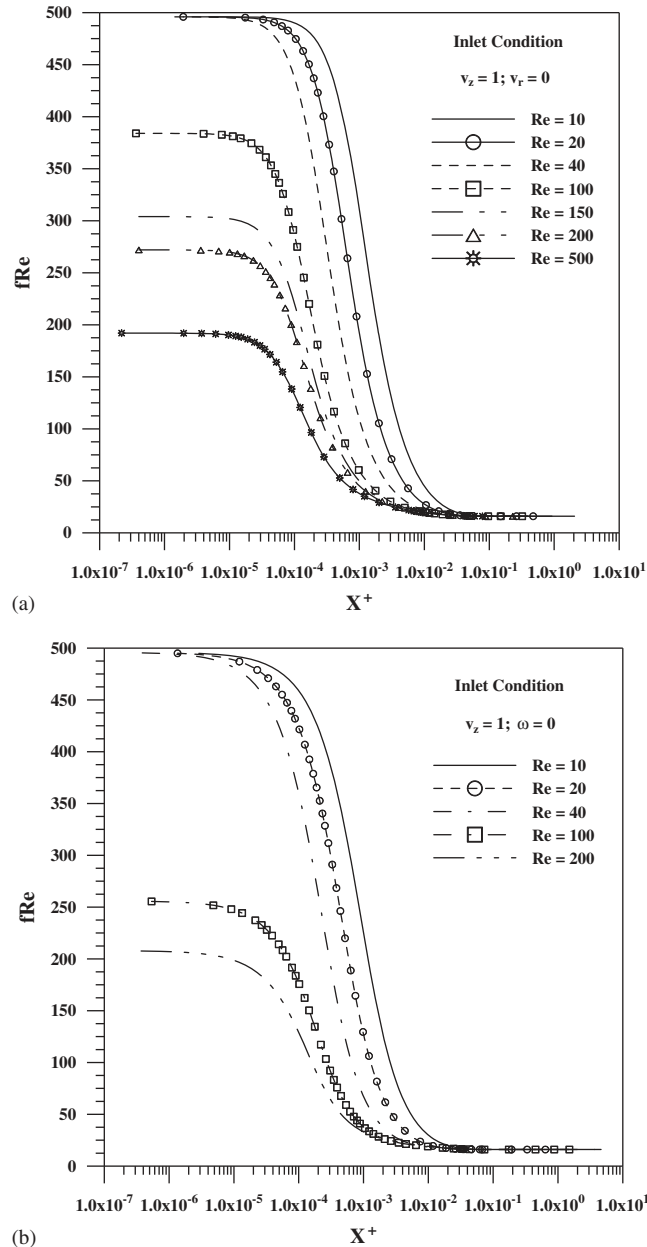 500
450
400
350
300
250
200
150
100
50
0
fRe
Inlet Condition
v_z = 1; v_r = 0
Re = 10
Re = 20
Re = 40
Re = 100
Re = 150
Re = 200
Re = 500
1.0x10^-7 1.0x10^-6 1.0x10^-5 1.0x10^-4 1.0x10^-3 1.0x10^-2 1.0x10^-1 1.0x10^0 1.0x10^1
(a) X^+
500
450
400
350
300
250
200
150
100
50
0
fRe
Inlet Condition
v_z = 1; ω = 0
Re = 10
Re = 20
Re = 40
Re = 100
Re = 200
1.0x10^-7 1.0x10^-6 1.0x10^-5 1.0x10^-4 1.0x10^-3 1.0x10^-2 1.0x10^-1 1.0x10^0 1.0x10^1
(b) X^+